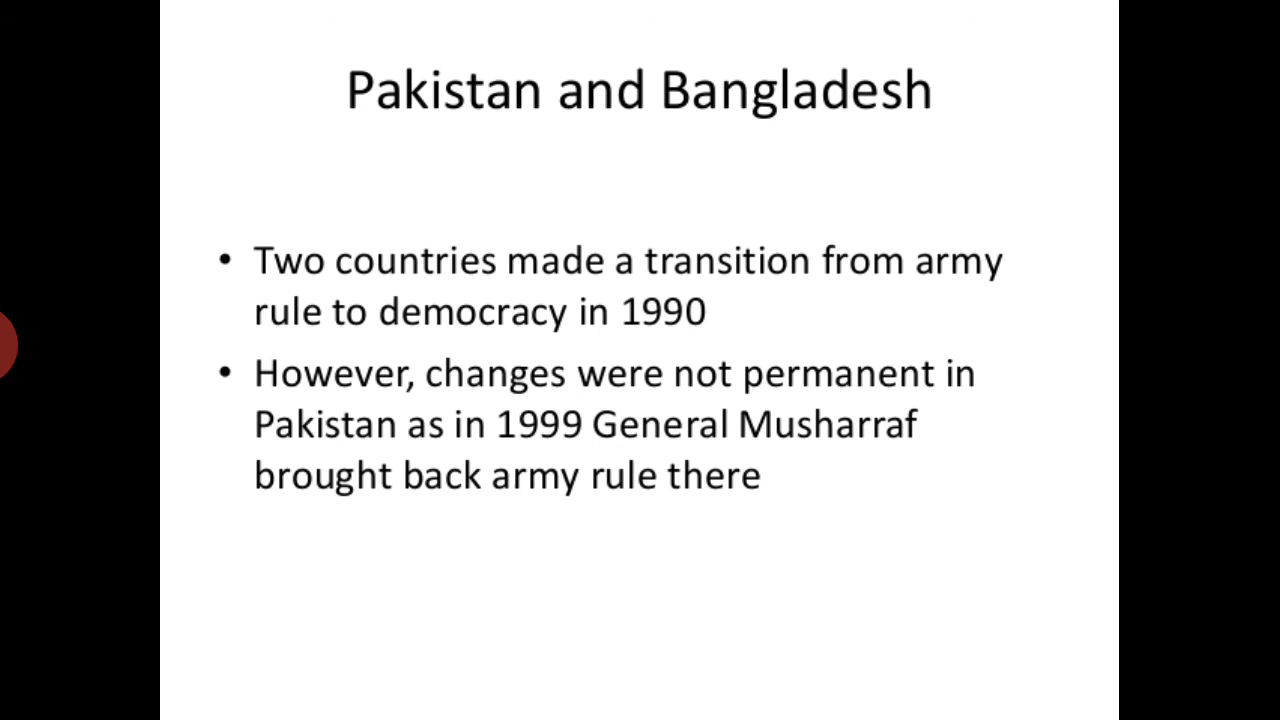 Pakistan and Bangladesh
• Two countries made a transition from army
rule to democracy in 1990
• However, changes were not permanent in
Pakistan as in 1999 General Musharraf
brought back army rule there